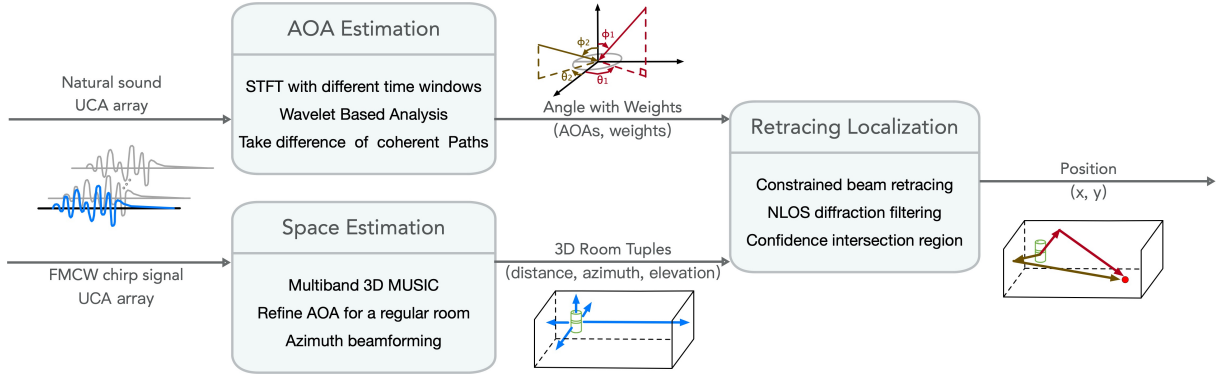 AOA Estimation
STFT with different time windows
Wavelet Based Analysis
Take difference of coherent Paths
Natural sound
UCA array
ϕ2
ϕ1
θ2
θ1
Angle with Weights
(AOAs, weights)
Space Estimation
Multiband 3D MUSIC
Refine AOA for a regular room
Azimuth beamforming
FMCW chirp signal
UCA array
3D Room Tuples
(distance, azimuth, elevation)
Retracing Localization
Constrained beam retracing
NLOS diffraction filtering
Confidence intersection region
Position
(x, y)